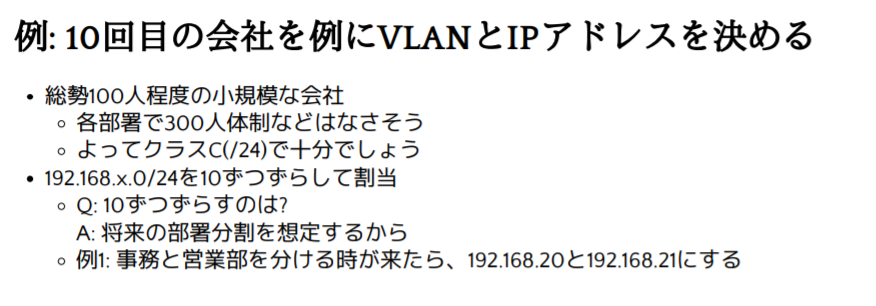 例: 10回目の会社を例にVLANとIPアドレスを決める
• 総勢100人程度の小規模な会社
◦ 各部署で300人体制などはなさそう
◦ よってクラスC(/24)で十分でしょう
• 192.168.x.0/24を10ずつずらして割当
◦ Q: 10ずつずらすのは?
A: 将来の部署分割を想定するから
◦ 例1: 事務と営業部を分ける時が来たら、192.168.20と192.168.21にする